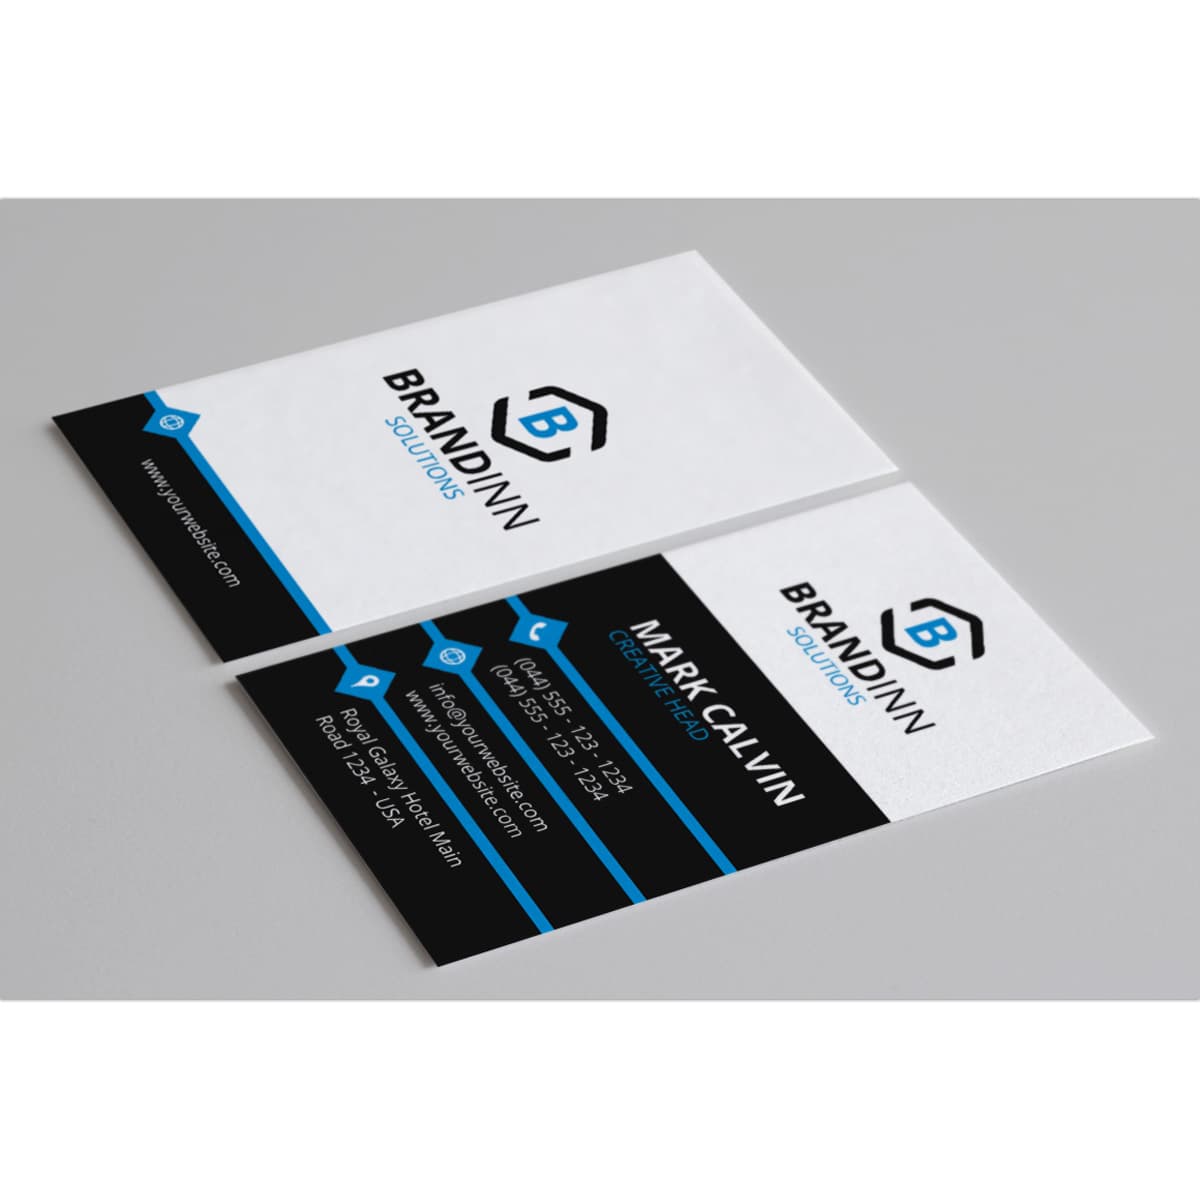 B
BRANDINN
SOLUTIONS
www.yourwebsite.com
B
BRANDINN
SOLUTIONS
MARK CALVIN
CREATIVE HEAD
(044) 555 - 123 - 1234
(044) 555 - 123 - 1234
info@yourwebsite.com
www.yourwebsite.com
Royal Galaxy Hotel Main
Road 1234 - USA